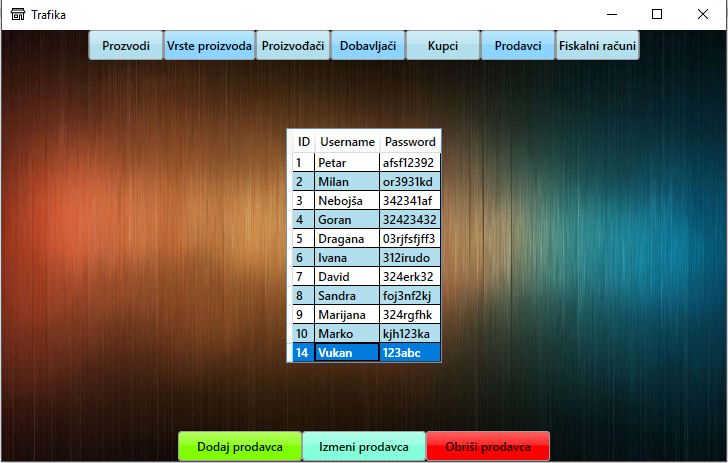 Trafika
Prozvodi Vrste proizvoda Proizvođači Dobavljači Kupci Prodavci Fiskalni računi
ID Username Password
1 Petar afsf12392
2 Milan or3931kd
3 Nebojša 342341af
4 Goran 32423432
5 Dragana 03rjfsfjff3
6 Ivana 312irudo
7 David 324erk32
8 Sandra foj3nf2kj
9 Marijana 324rgfhk
10 Marko kjh123ka
14 Vukan 123abc
Dodaj prodavca Izmeni prodavca Obriši prodavca